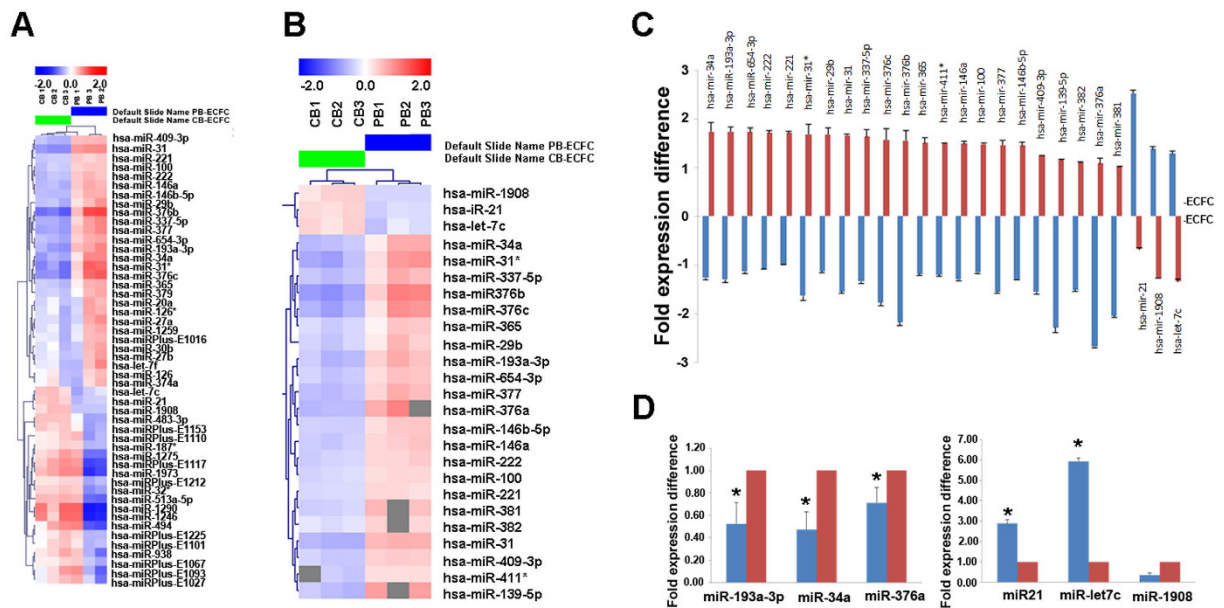 A
-2.0 0.0 2.0
CB 1 CB 2 CB 3 PB 1 PB 3 PB 2
Default Slide Name PB-ECFC
Default Slide Name CB-ECFC
hsa-miR-409-3p
hsa-miR-31
hsa-miR-221
hsa-miR-100
hsa-miR-222
hsa-miR-146a
hsa-miR-146b-5p
hsa-miR-29b
hsa-miR-376b
hsa-miR-337-5p
hsa-miR-377
hsa-miR-654-3p
hsa-miR-193a-3p
hsa-miR-34a
hsa-miR-31*
hsa-miR-376c
hsa-miR-365
hsa-miR-379
hsa-miR-20a
hsa-miR-126*
hsa-miR-27a
hsa-miR-1259
hsa-miRPlus-E1016
hsa-miR-30b
hsa-miR-27b
hsa-let-7f
hsa-miR-126
hsa-miR-374a
hsa-let-7c
hsa-miR-21
hsa-miR-1908
hsa-miR-483-3p
hsa-miRPlus-E1153
hsa-miRPlus-E1110
hsa-miR-187*
hsa-miR-1275
hsa-miRPlus-E1117
hsa-miR-1973
hsa-miRPlus-E1212
hsa-miR-32*
hsa-miR-513a-5p
hsa-miR-1290
hsa-miR-1246
hsa-miR-494
hsa-miRPlus-E1225
hsa-miRPlus-E1101
hsa-miR-938
hsa-miRPlus-E1067
hsa-miRPlus-E1093
hsa-miRPlus-E1027
B
-2.0 0.0 2.0
CB1 CB2 CB3 PB1 PB2 PB3
Default Slide Name PB-ECFC
Default Slide Name CB-ECFC
hsa-miR-1908
hsa-iR-21
hsa-let-7c
hsa-miR-34a
hsa-miR-31*
hsa-miR-337-5p
hsa-miR376b
hsa-miR-376c
hsa-miR-365
hsa-miR-29b
hsa-miR-193a-3p
hsa-miR-654-3p
hsa-miR-377
hsa-miR-376a
hsa-miR-146b-5p
hsa-miR-146a
hsa-miR-222
hsa-miR-100
hsa-miR-221
hsa-miR-381
hsa-miR-382
hsa-miR-31
hsa-miR-409-3p
hsa-miR-411*
hsa-miR-139-5p
C
Fold expression difference
3
2
1
0
-1
-2
-3
hsa-mir-34a
hsa-miR-193a-3p
hsa-miR-654-3p
hsa-mir-222
hsa-mir-221
hsa-mir-31*
hsa-mir-29b
hsa-mir-31
hsa-mir-337-5p
hsa-mir-376c
hsa-mir-376b
hsa-mir-365
hsa-mir-411*
hsa-mir-146a
hsa-mir-100
hsa-mir-377
hsa-mir-146b-5p
hsa-mir-409-3p
hsa-mir-139-5p
hsa-mir-382
hsa-mir-376a
hsa-mir-381
hsa-mir-21
hsa-mir-1908
hsa-mir-let7c
-ECFC
-ECFC
D
Fold expression difference
1.20
1.00
0.80
0.60
0.40
0.20
0.00
* * *
miR-193a-3p miR-34a miR-376a
Fold expression difference
7.00
6.00
5.00
4.00
3.00
2.00
1.00
0.00
* *
miR21 miR-let7c miR-1908